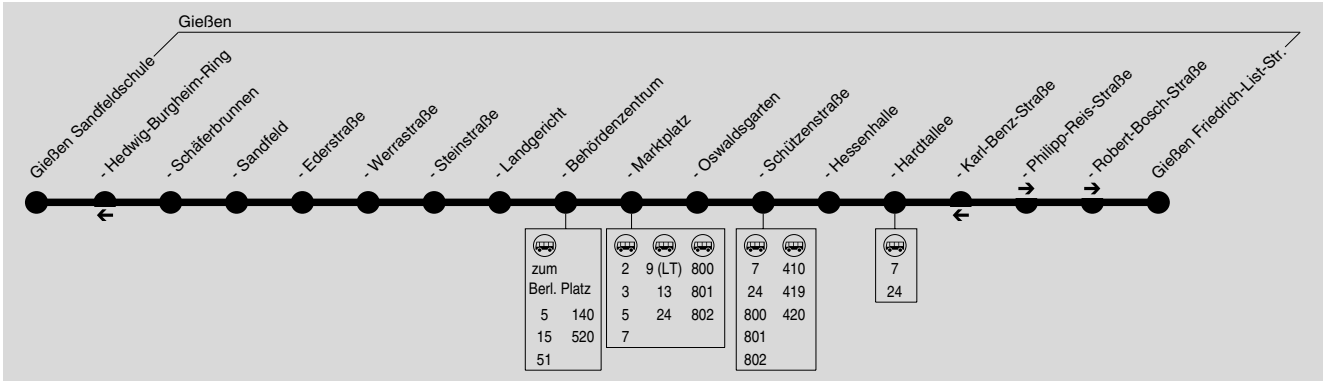 Gießen
Gießen Sandfeldschule
- Hedwig-Burgheim-Ring
- Schäferbrunnen
- Sandfeld
- Ederstraße
- Werrastraße
- Steinstraße
- Landgericht
- Behördenzentrum
- Marktplatz
- Oswaldsgarten
- Schützenstraße
- Hessenhalle
- Hardtallee
- Karl-Benz-Straße
- Philipp-Reis-Straße
- Robert-Bosch-Straße
Gießen Friedrich-List-Str.
zum
Berl. Platz
5 140
15 520
51
2 9 (LT) 800
3 13 801
5 24 802
7
7 410
24 419
800 420
801
802
7
24